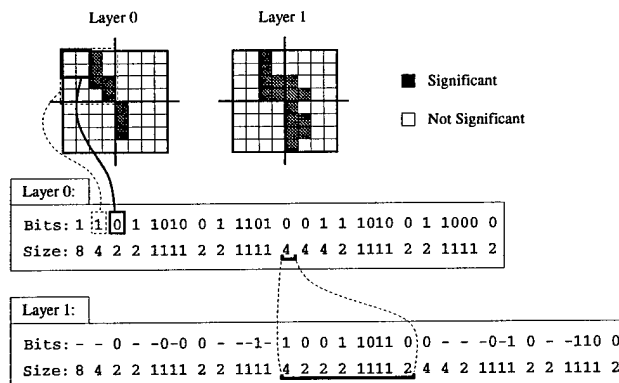 Layer 0
Layer 1
Significant
Not Significant
Layer 0:
Bits: 1 1 0 1 1010 0 1 1101 0 0 1 1 1010 0 1 1000 0
Size: 8 4 2 2 1111 2 2 1111 4 4 4 2 1111 2 2 1111 2
Layer 1:
Bits: - - 0 - -0-0 0 - --1- 1 0 0 1 1011 0 0 - - --0-1 0 - --110 0
Size: 8 4 2 2 1111 2 2 1111 4 2 2 2 1111 2 4 4 2 1111 2 2 1111 2